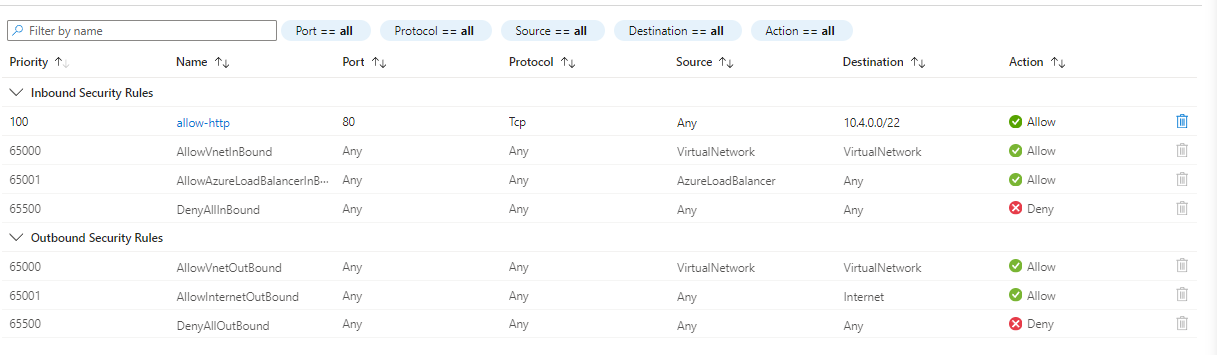 Filter by name Port == all Protocol == all Source == all Destination == all Action == all
Priority Name Port Protocol Source Destination Action
Inbound Security Rules
100 allow-http 80 Tcp Any 10.4.0.0/22 Allow
65000 AllowVnetInBound Any Any VirtualNetwork VirtualNetwork Allow
65001 AllowAzureLoadBalancerInB··· Any Any AzureLoadBalancer Any Allow
65500 DenyAllInBound Any Any Any Any Deny
Outbound Security Rules
65000 AllowVnetOutBound Any Any VirtualNetwork VirtualNetwork Allow
65001 AllowInternetOutBound Any Any Any Internet Allow
65500 DenyAllOutBound Any Any Any Any Deny